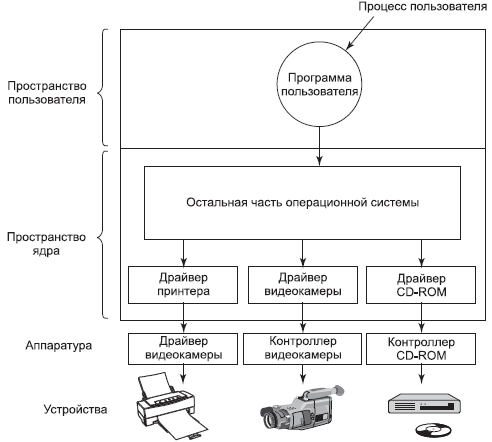 Процесс пользователя
Пространство
пользователя
Программа
пользователя
Остальная часть операционной системы
Пространство
ядра
Драйвер
принтера
Драйвер
видеокамеры
Драйвер
CD-ROM
Аппаратура
Драйвер
видеокамеры
Контроллер
видеокамеры
Контроллер
CD-ROM
Устройства